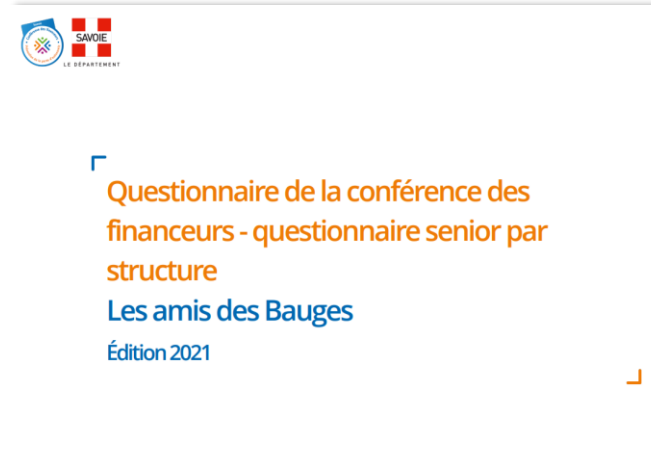 SAVOIE
LE DÉPARTEMENT
Questionnaire de la conférence des
financeurs - questionnaire senior par
structure
Les amis des Bauges
Édition 2021